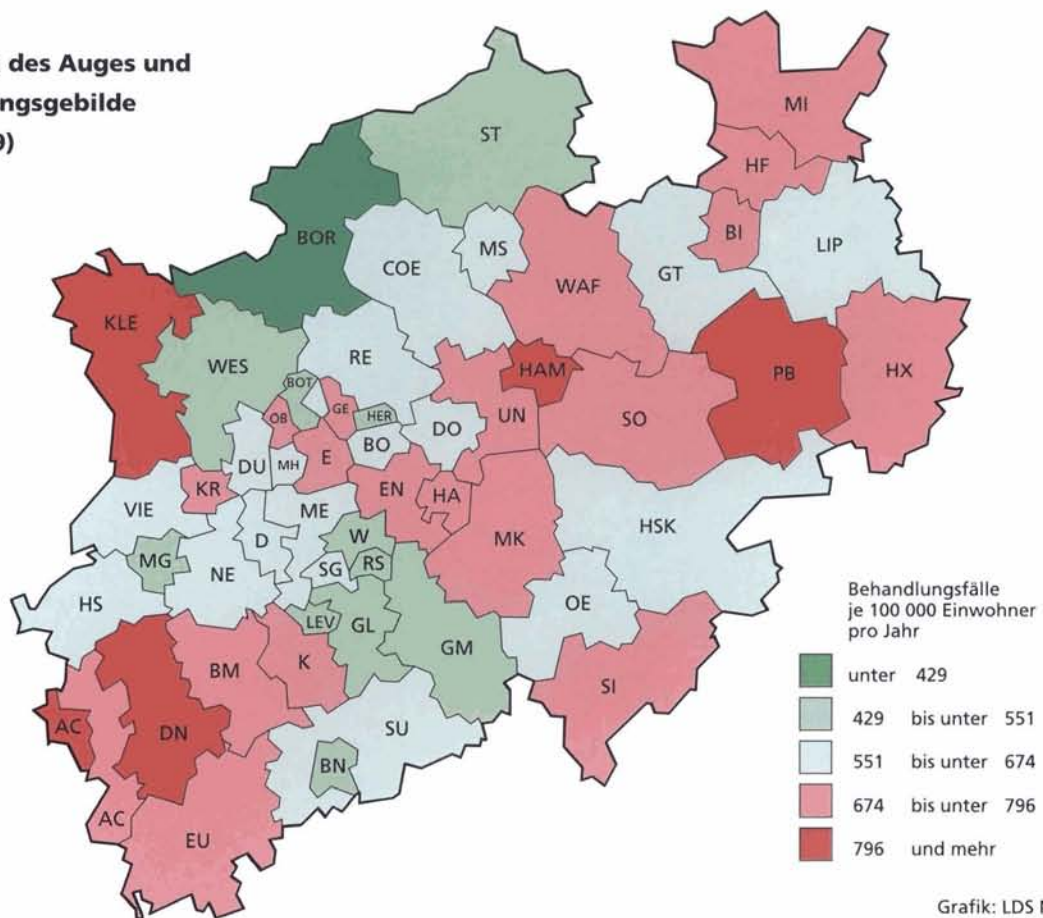 des Auges und
ngsgebilde
9)
MI
ST
HF
BI
LIP
BOR
MS
COE
GT
WAF
KLE
RE
HAM
PB
HX
WES
BOT
GE
OB
HER
UN
SO
DO
BO
E
DU
MH
KR
EN
HA
VIE
ME
HSK
D
W
MK
MG
NE
SG
RS
HS
OE
LEV
GL
GM
K
BM
SI
AC
DN
SU
BN
AC
EU
Behandlungsfälle
je 100 000 Einwohner
pro Jahr
unter 429
429 bis unter 551
551 bis unter 674
674 bis unter 796
796 und mehr
Grafik: LDS